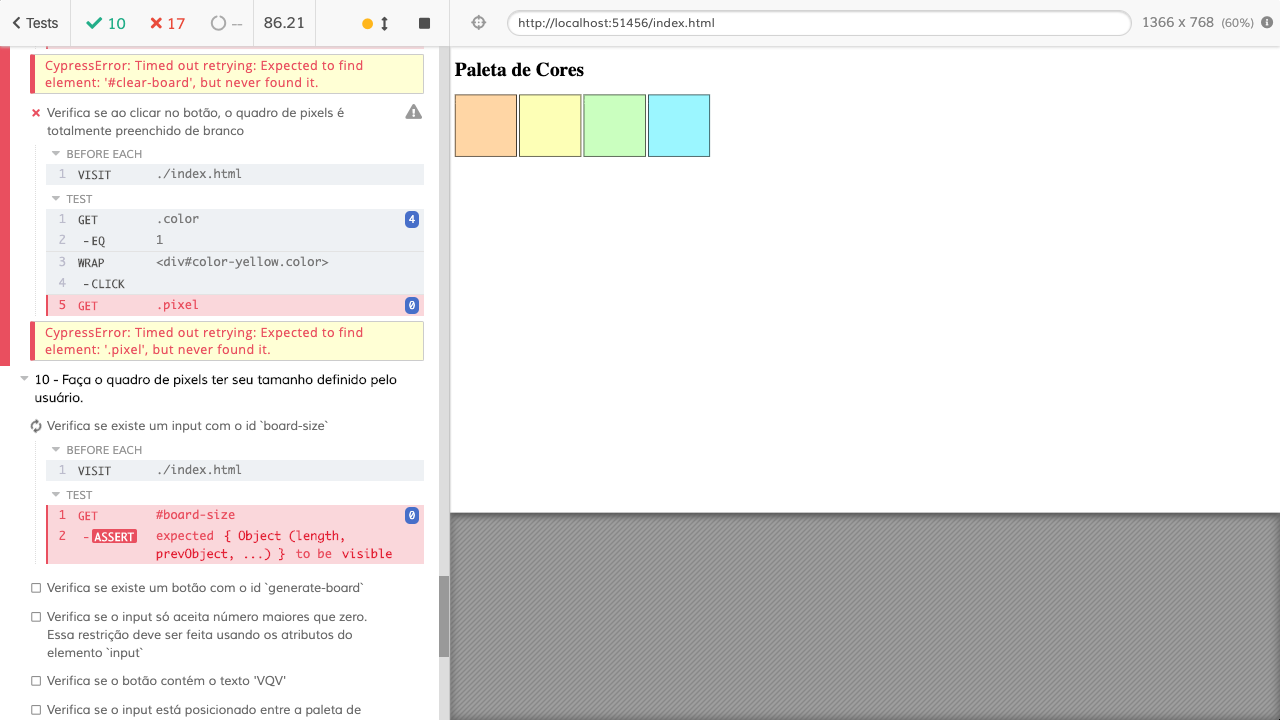 Tests
10
17
--
86.21
http://localhost:51456/index.html
1366 x 768 (60%)
CypressError: Timed out retrying: Expected to find
element: '#clear-board', but never found it.
Verifica se ao clicar no botão, o quadro de pixels é
totalmente preenchido de branco
BEFORE EACH
1 VISIT ./index.html
TEST
1 GET .color 4
2 -EQ 1
3 WRAP <div#color-yellow.color>
4 -CLICK
5 GET .pixel 0
CypressError: Timed out retrying: Expected to find
element: '.pixel', but never found it.
10 - Faça o quadro de pixels ter seu tamanho definido pelo
usuário.
Verifica se existe um input com o id `board-size`
BEFORE EACH
1 VISIT ./index.html
TEST
1 GET #board-size 0
2 -ASSERT expected { Object (length,
prevObject, ...) } to be visible
Verifica se existe um botão com o id `generate-board`
Verifica se o input só aceita número maiores que zero.
Essa restrição deve ser feita usando os atributos do
elemento `input`
Verifica se o botão contém o texto 'VQV'
Verifica se o input está posicionado entre a paleta de
Paleta de Cores